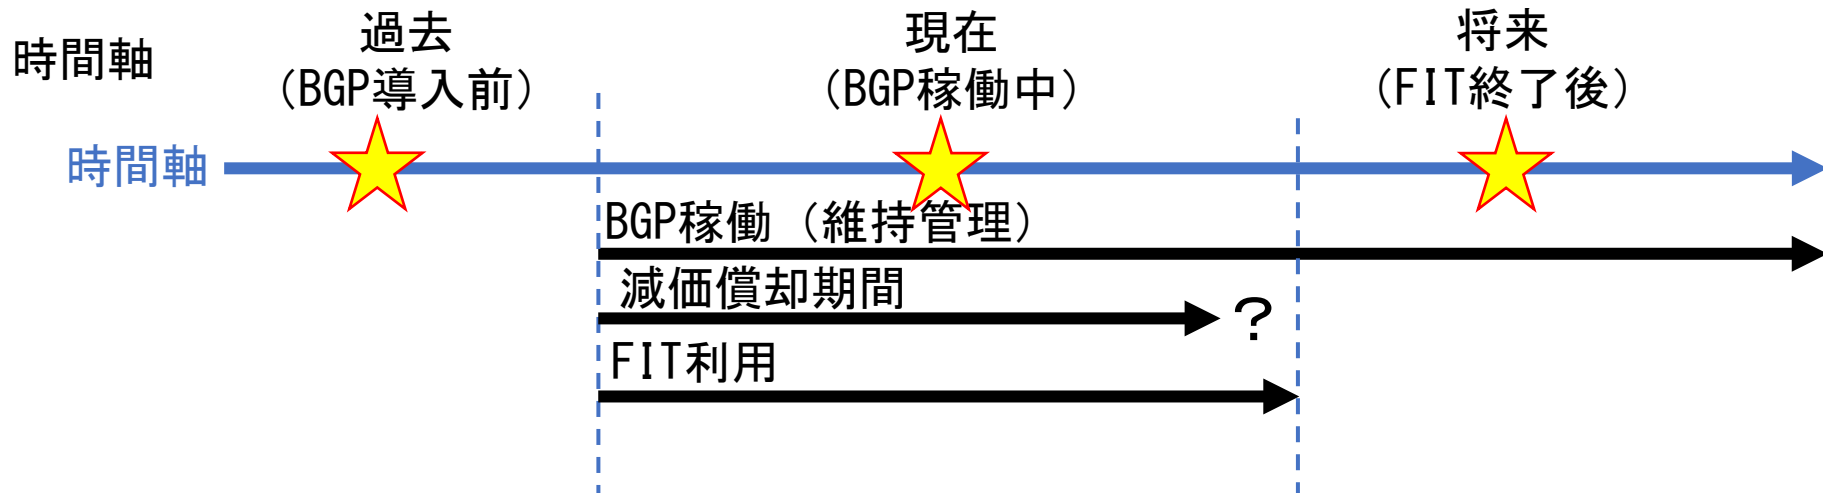 時間軸
過去
（BGP導入前）
現在
（BGP稼働中）
将来
（FIT終了後）
時間軸
BGP稼働（維持管理）
減価償却期間
？
FIT利用